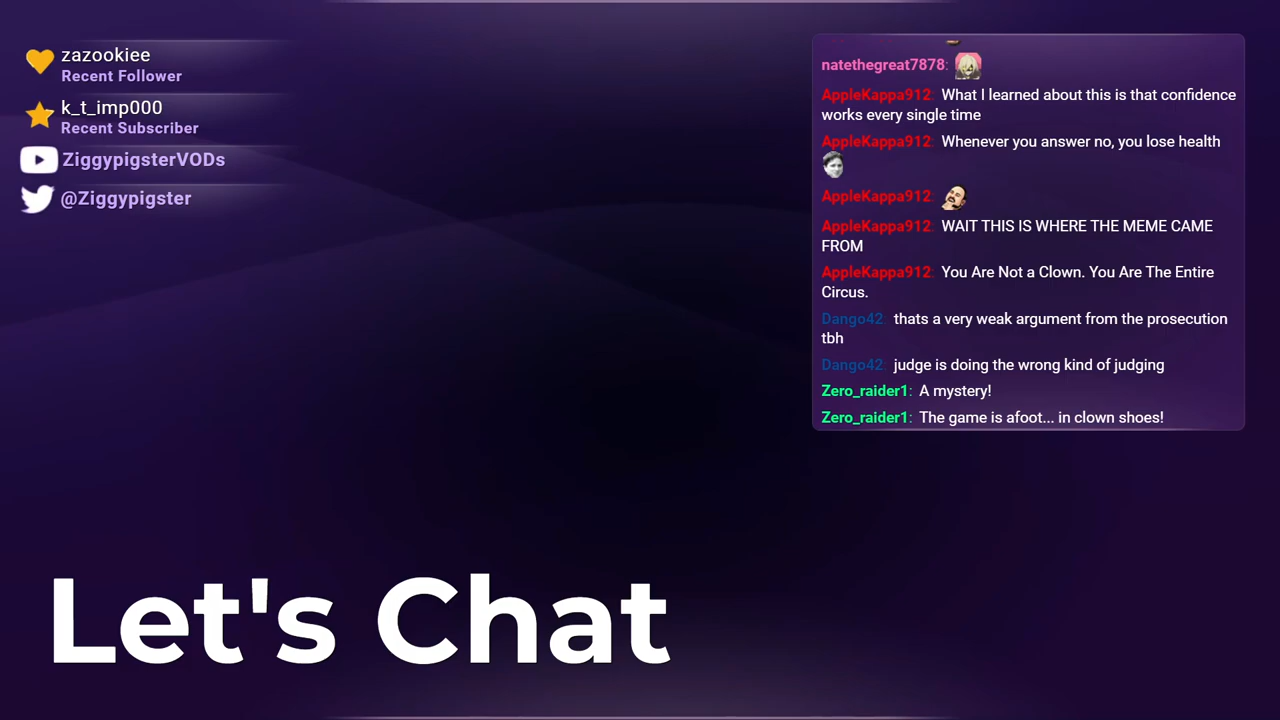 zazookiee
Recent Follower
k_t_imp000
Recent Subscriber
ZiggypigsterVODs
@Ziggypigster
natethegreat7878:
AppleKappa912: What I learned about this is that confidence
works every single time
AppleKappa912: Whenever you answer no, you lose health
AppleKappa912:
AppleKappa912: WAIT THIS IS WHERE THE MEME CAME
FROM
AppleKappa912: You Are Not a Clown. You Are The Entire
Circus.
Dango42: thats a very weak argument from the prosecution
tbh
Dango42: judge is doing the wrong kind of judging
Zero_raider1: A mystery!
Zero_raider1: The game is afoot... in clown shoes!
Let's Chat